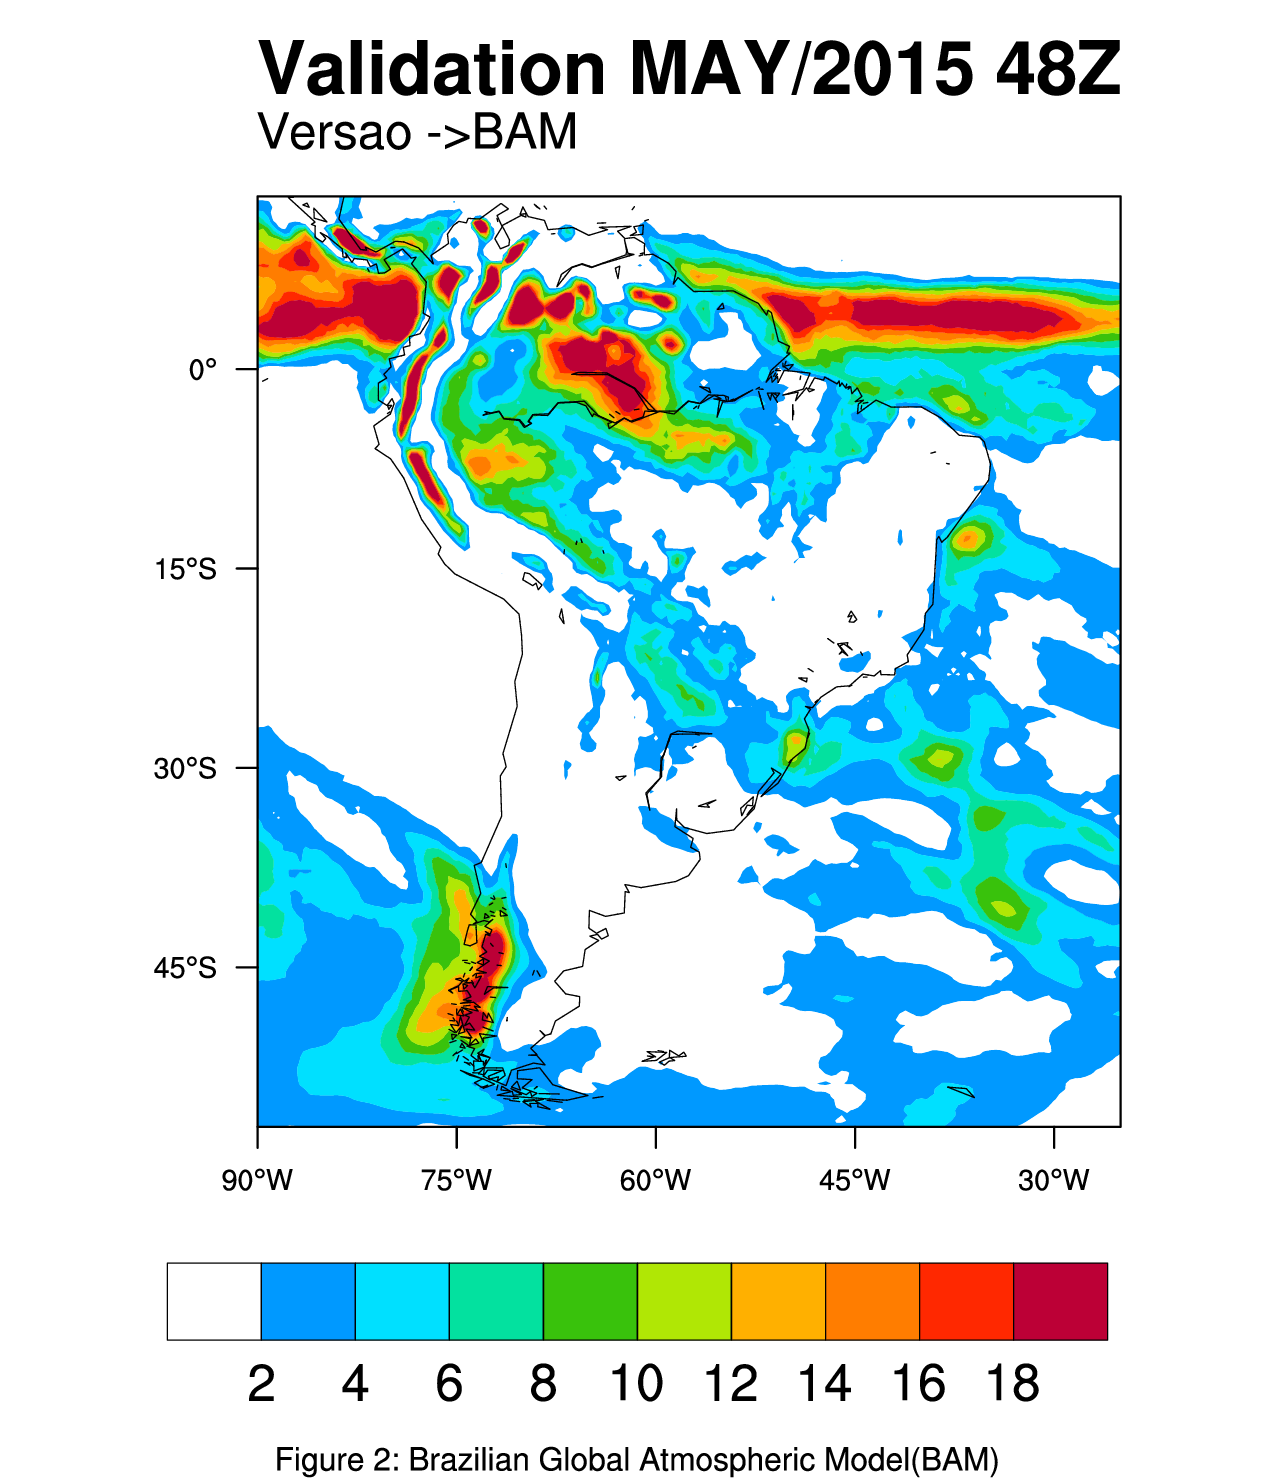 Validation MAY/2015 48Z
Versao ->BAM
0°
15°S
30°S
45°S
90°W 75°W 60°W 45°W 30°W
2 4 6 8 10 12 14 16 18
Figure 2: Brazilian Global Atmospheric Model(BAM)